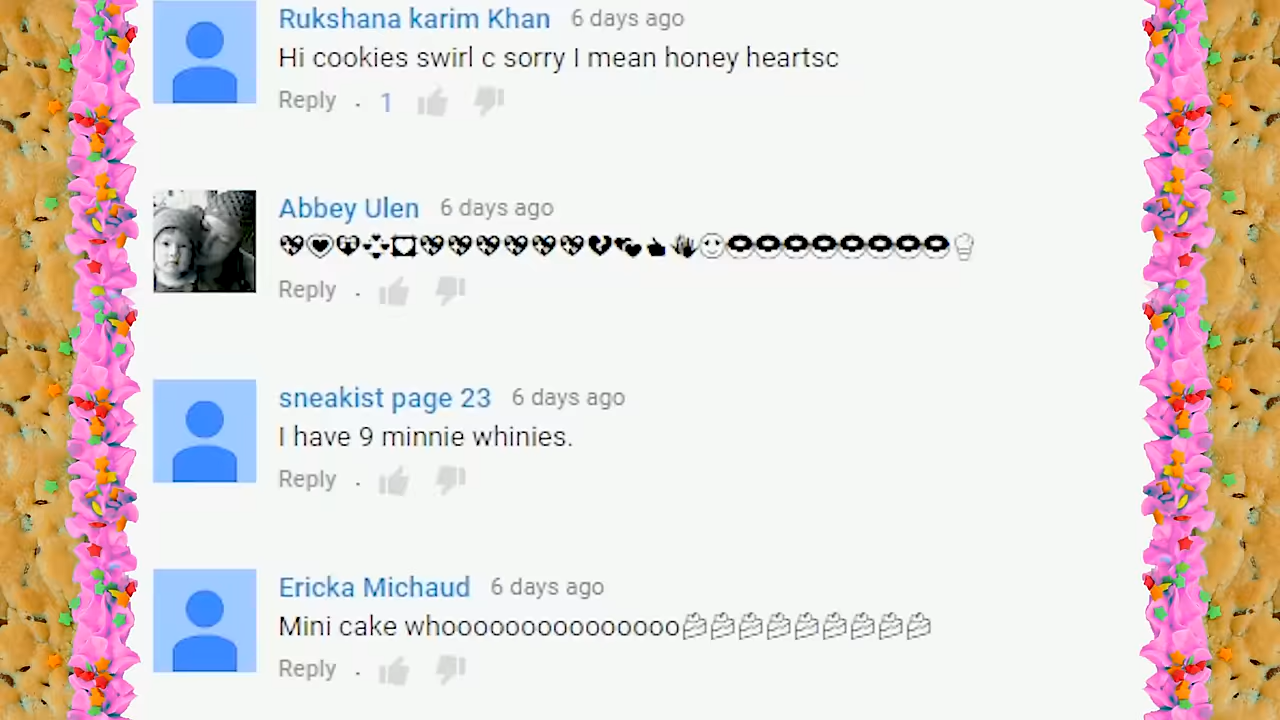 Rukshana karim Khan 6 days ago
Hi cookies swirl c sorry I mean honey heartsc
Reply . 1
Abbey Ulen 6 days ago
💖💟💝💠🔲💖💖💖💖💖💖💔💕👆👋☺🍩🍩🍩🍩🍩🍩🍩🍩🍦
Reply .
sneakist page 23 6 days ago
I have 9 minnie whinies.
Reply .
Ericka Michaud 6 days ago
Mini cake whooooooooooooooo🍰🍰🍰🍰🍰🍰🍰🍰🍰
Reply .